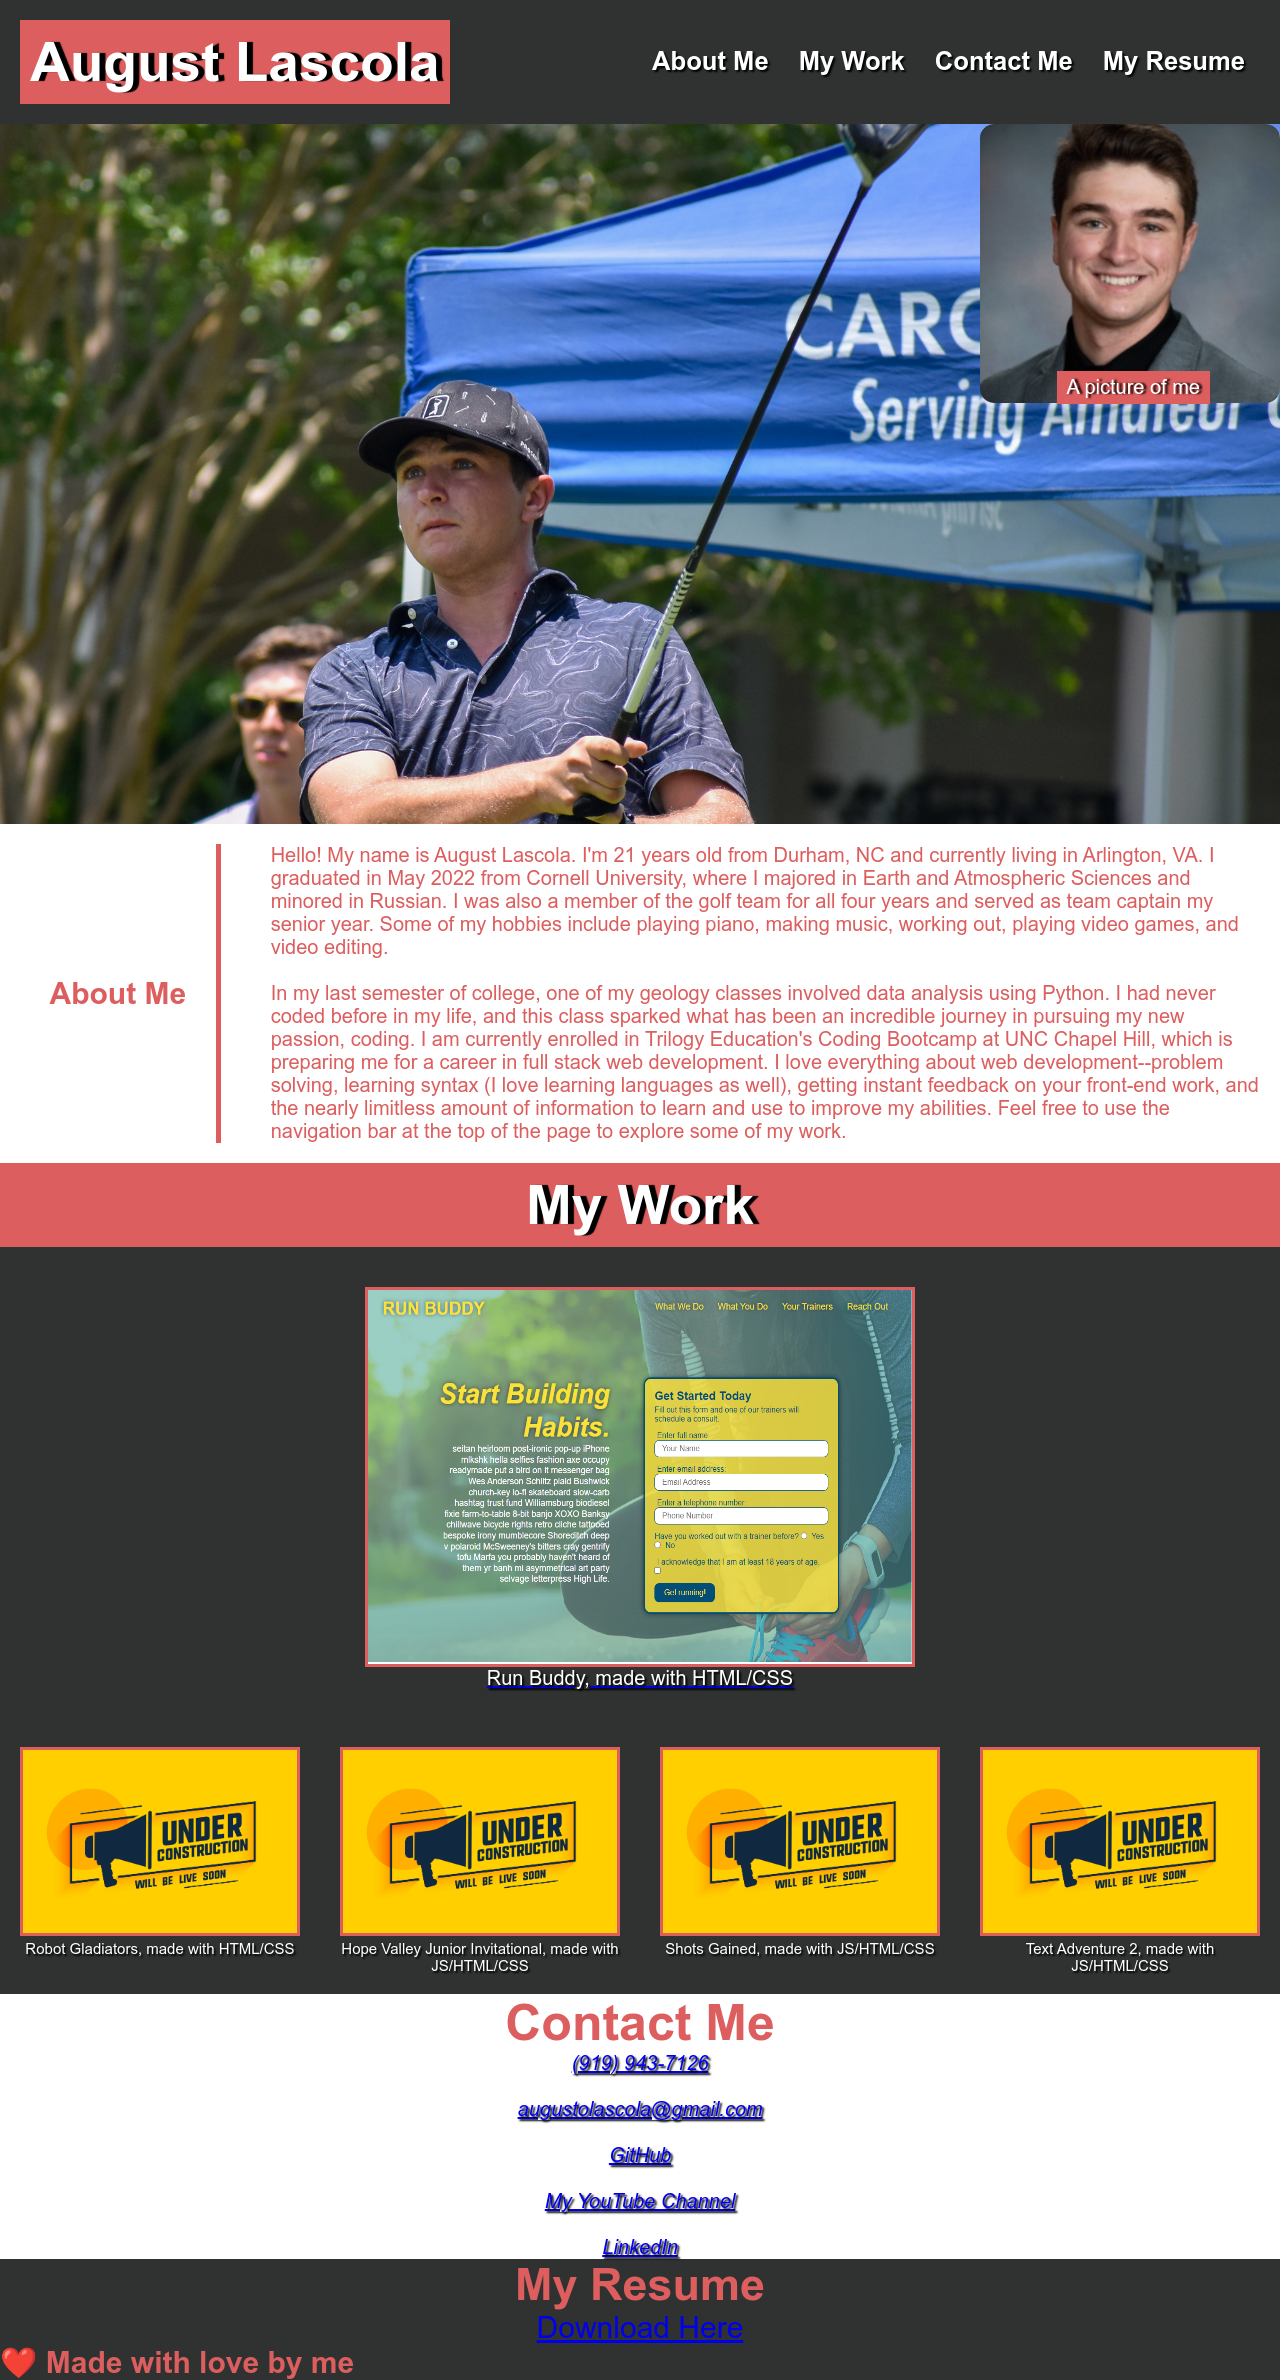 August Lascola
About Me My Work Contact Me My Resume
CARO
Serving Amateur
A picture of me
Hello! My name is August Lascola. I'm 21 years old from Durham, NC and currently living in Arlington, VA. I
graduated in May 2022 from Cornell University, where I majored in Earth and Atmospheric Sciences and
minored in Russian. I was also a member of the golf team for all four years and served as team captain my
senior year. Some of my hobbies include playing piano, making music, working out, playing video games, and
video editing.
About Me
In my last semester of college, one of my geology classes involved data analysis using Python. I had never
coded before in my life, and this class sparked what has been an incredible journey in pursuing my new
passion, coding. I am currently enrolled in Trilogy Education's Coding Bootcamp at UNC Chapel Hill, which is
preparing me for a career in full stack web development. I love everything about web development--problem
solving, learning syntax (I love learning languages as well), getting instant feedback on your front-end work, and
the nearly limitless amount of information to learn and use to improve my abilities. Feel free to use the
navigation bar at the top of the page to explore some of my work.
My Work
RUN BUDDY
What We Do What You Do Your Trainers Reach Out
Start Building
Habits.
seitan heirloom post-ironic pop-up iPhone
mlkshk hella selfies fashion axe occupy
readymade put a bird on it messenger bag
Wes Anderson Schlitz plaid Bushwick
church-key lo-fi skateboard slow-carb
hashtag trust fund Williamsburg biodiesel
fixie farm-to-table 8-bit banjo XOXO Banksy
chillwave bicycle rights retro cliche tattooed
bespoke irony mumblecore Shoreditch deep
v polaroid McSweeney's bitters cray gentrify
tofu Marfa you probably haven't heard of
them yr banh mi asymmetrical art party
selvage letterpress High Life.
Get Started Today
Fill out this form and one of our trainers will
schedule a consult.
Enter full name
Your Name
Enter email address:
Email Address
Enter a telephone number:
Phone Number
Have you worked out with a trainer before? Yes
No
I acknowledge that I am at least 18 years of age.
Get running!
Run Buddy, made with HTML/CSS
UNDER
CONSTRUCTION
WILL BE LIVE SOON
UNDER
CONSTRUCTION
WILL BE LIVE SOON
UNDER
CONSTRUCTION
WILL BE LIVE SOON
UNDER
CONSTRUCTION
WILL BE LIVE SOON
Robot Gladiators, made with HTML/CSS
Hope Valley Junior Invitational, made with
JS/HTML/CSS
Shots Gained, made with JS/HTML/CSS
Text Adventure 2, made with
JS/HTML/CSS
Contact Me
(919) 943-7126
augustolascola@gmail.com
GitHub
My YouTube Channel
LinkedIn
My Resume
Download Here
❤️ Made with love by me